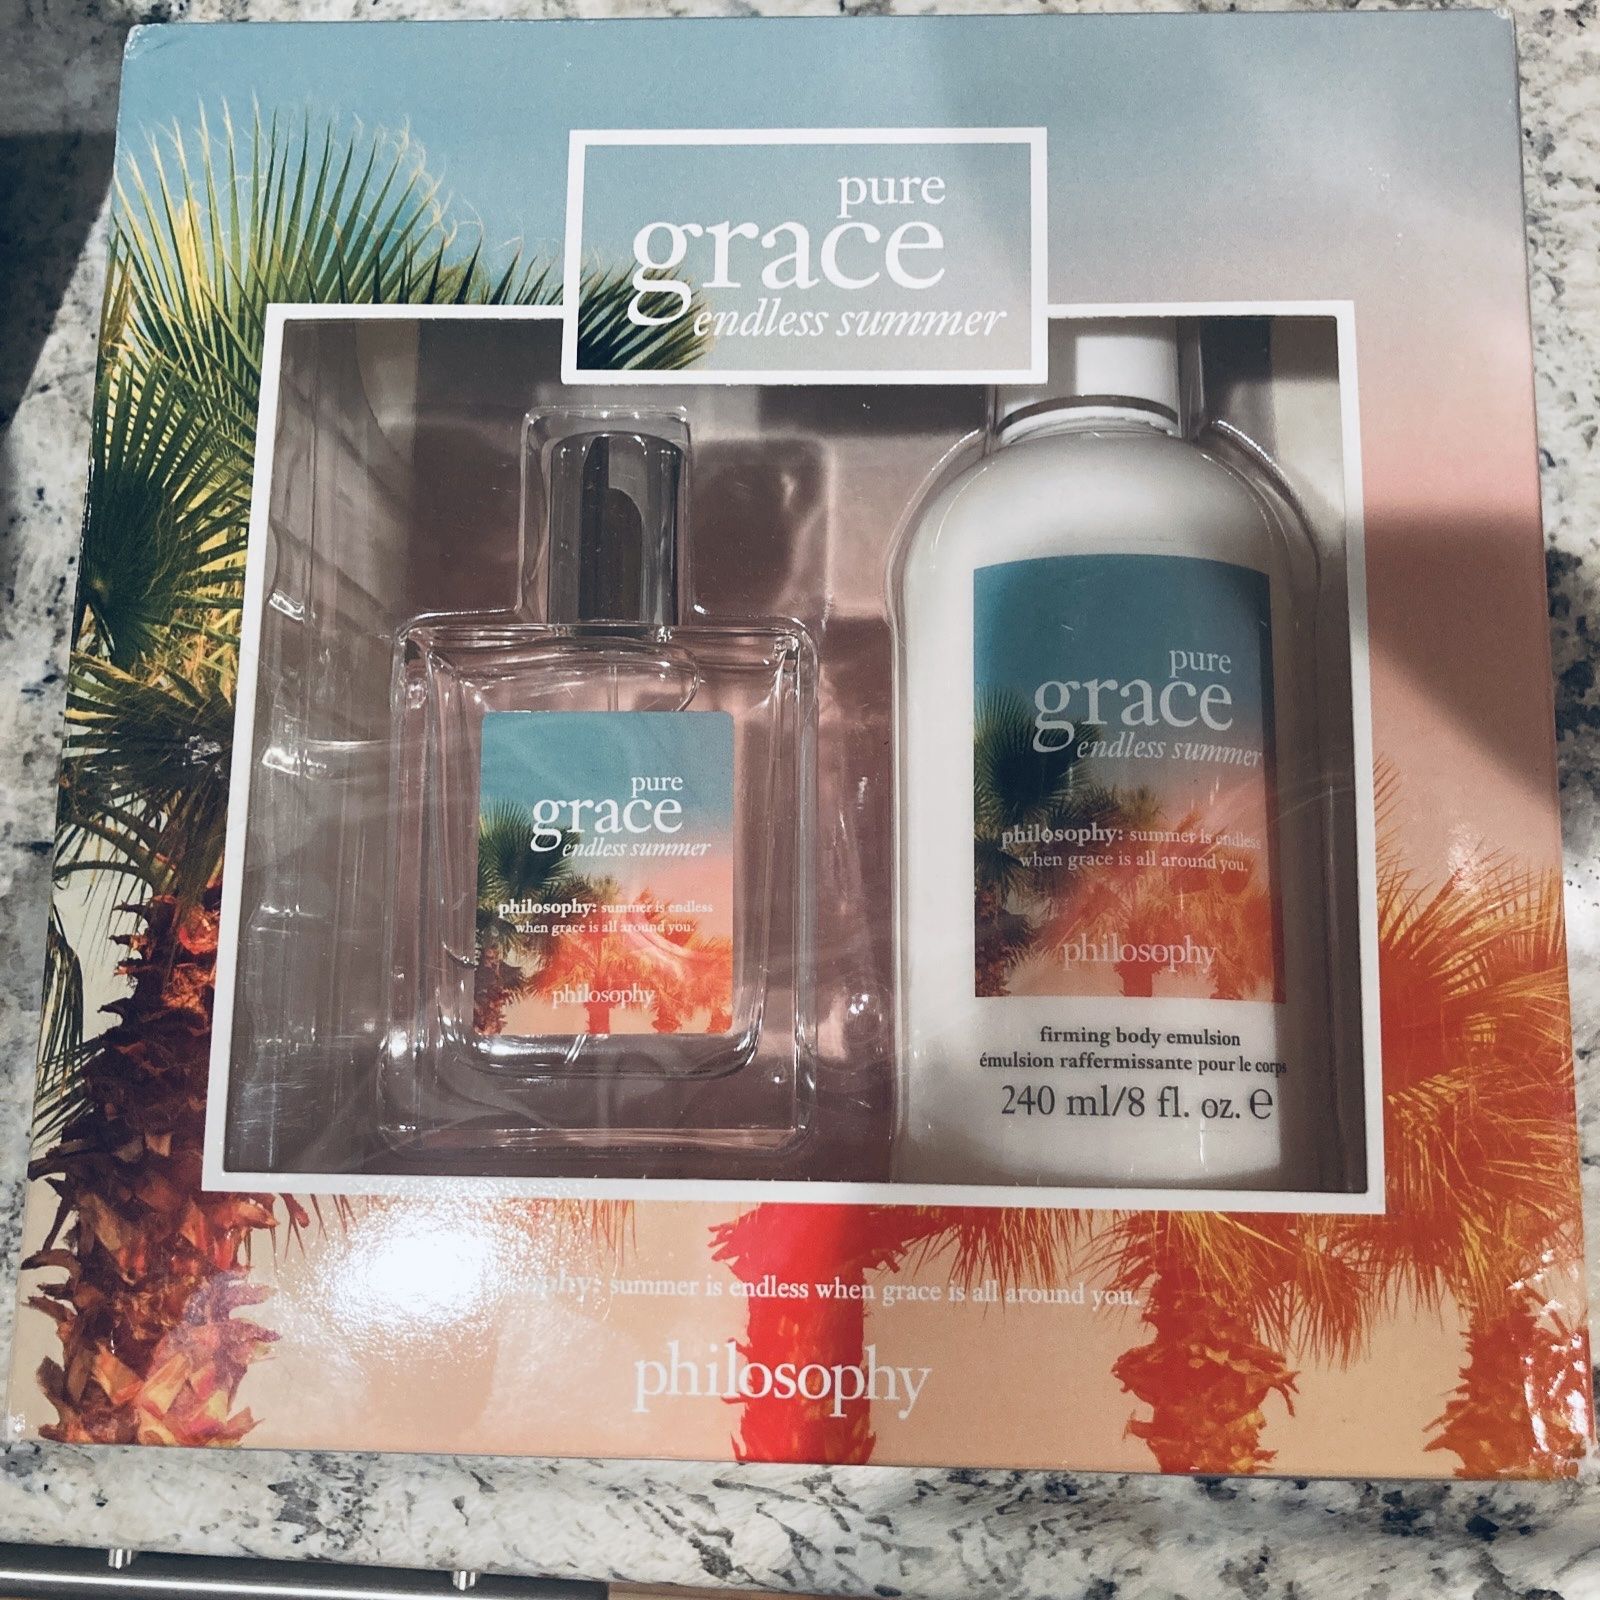 pure
grace
endless summer
pure
grace
endless summer
philosophy: summer is endless
when grace is all around you.
philosophy
pure
grace
endless summer
philosophy: summer is endless
when grace is all around you.
philosophy
firming body emulsion
émulsion raffermissante pour le corps
240 ml/8 fl. oz. e
philosophy: summer is endless when grace is all around you.
philosophy